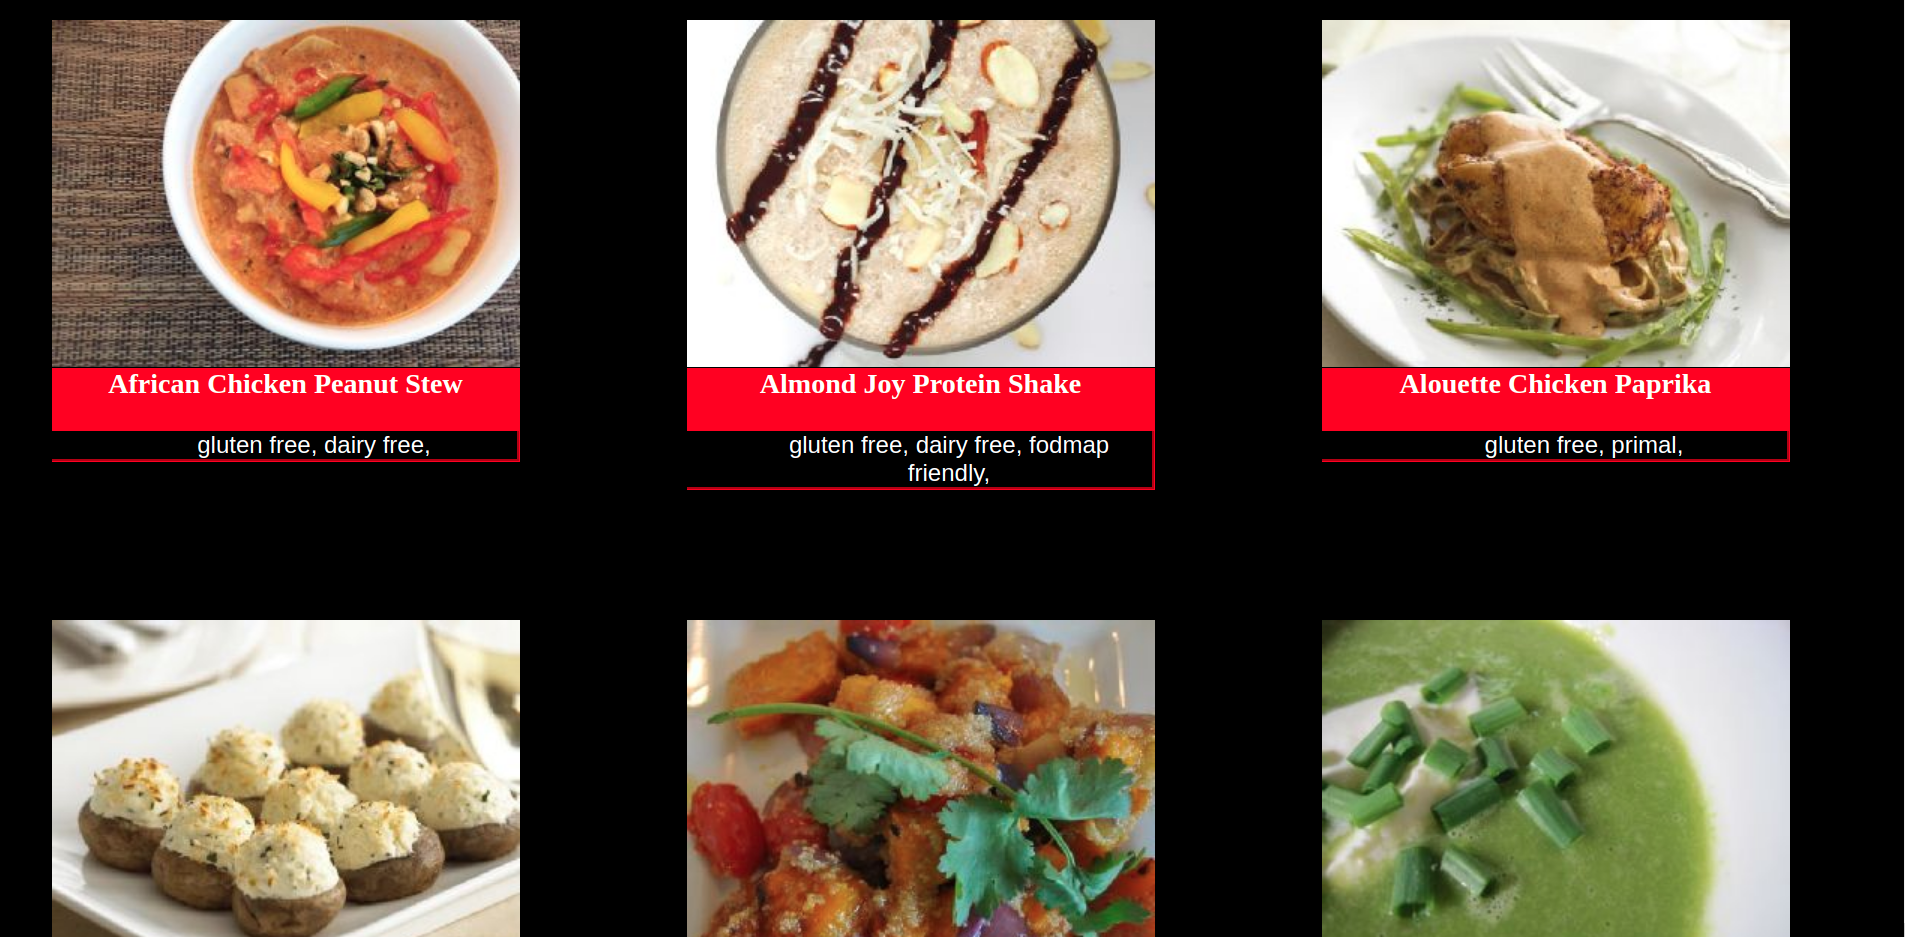 African Chicken Peanut Stew
gluten free, dairy free,
Almond Joy Protein Shake
gluten free, dairy free, fodmap
friendly,
Alouette Chicken Paprika
gluten free, primal,